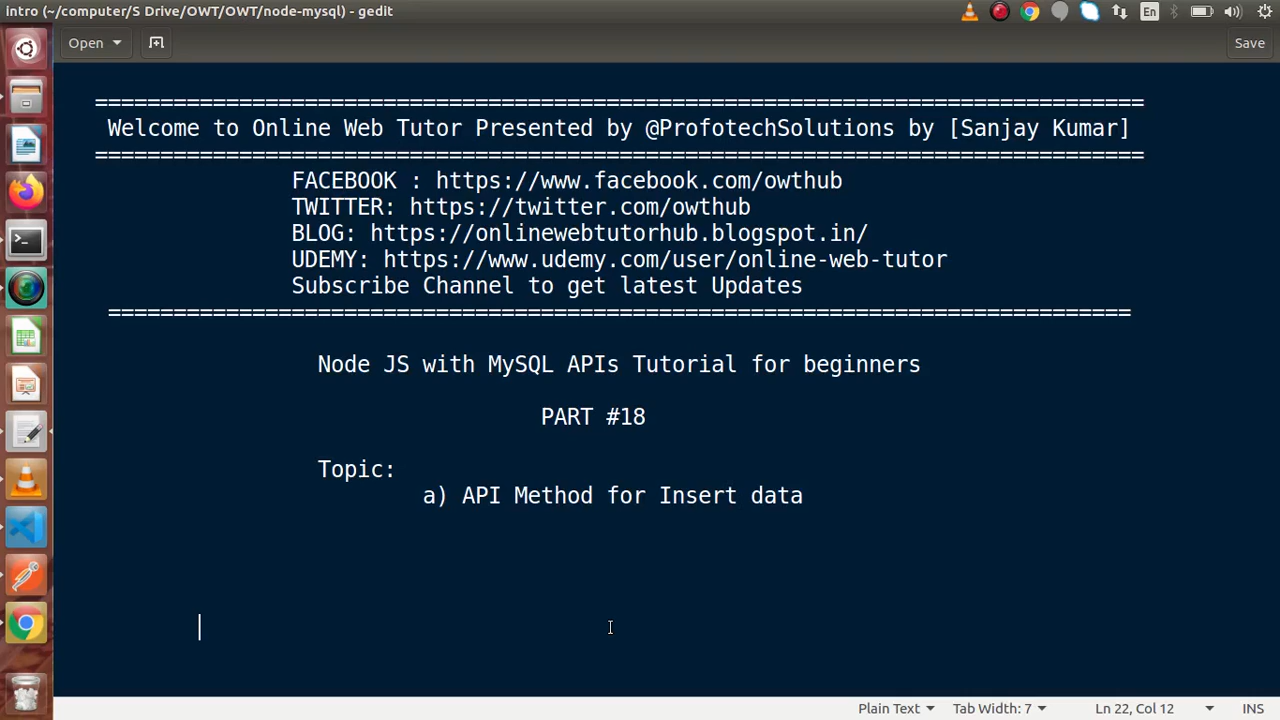 intro (~/computer/S Drive/OWT/OWT/node-mysql) - gedit
En
Open
Save
================================================================================
Welcome to Online Web Tutor Presented by @ProfotechSolutions by [Sanjay Kumar]
================================================================================
FACEBOOK : https://www.facebook.com/owthub
TWITTER: https://twitter.com/owthub
BLOG: https://onlinewebtutorhub.blogspot.in/
UDEMY: https://www.udemy.com/user/online-web-tutor
Subscribe Channel to get latest Updates
==============================================================================
Node JS with MySQL APIs Tutorial for beginners
PART #18
Topic:
a) API Method for Insert data
Plain Text
Tab Width: 7
Ln 22, Col 12
INS